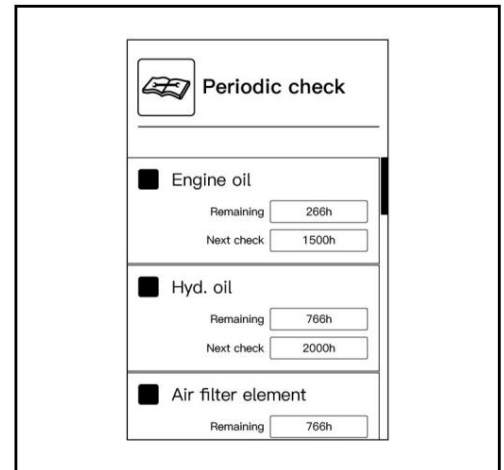 Periodic check
Engine oil
Remaining 266h
Next check 1500h
Hyd. oil
Remaining 766h
Next check 2000h
Air filter element
Remaining 766h